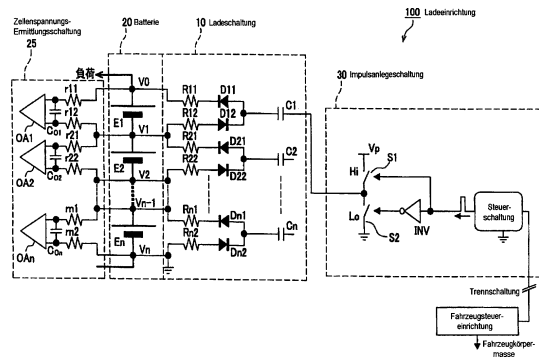 Zellenspannungs-
Ermittlungsschaltung
25
20 Batterie
10 Ladeschaltung
100 Ladeeinrichtung
30 Impulsanlegeschaltung
負荷
V0
r11
r12
OA1
C01
E1
R11
D11
R12
D12
C1
V1
r21
r22
OA2
C02
E2
R21
D21
R22
D22
C2
V2
Vn-1
rn1
rn2
OAn
C0n
En
Vn
Rn1
Dn1
Rn2
Dn2
Cn
Vp
Hi
S1
Lo
S2
INV
Steuer-
schaltung
Trennschaltung
Fahrzeugsteuer-
einrichtung
Fahrzeugkörper-
masse